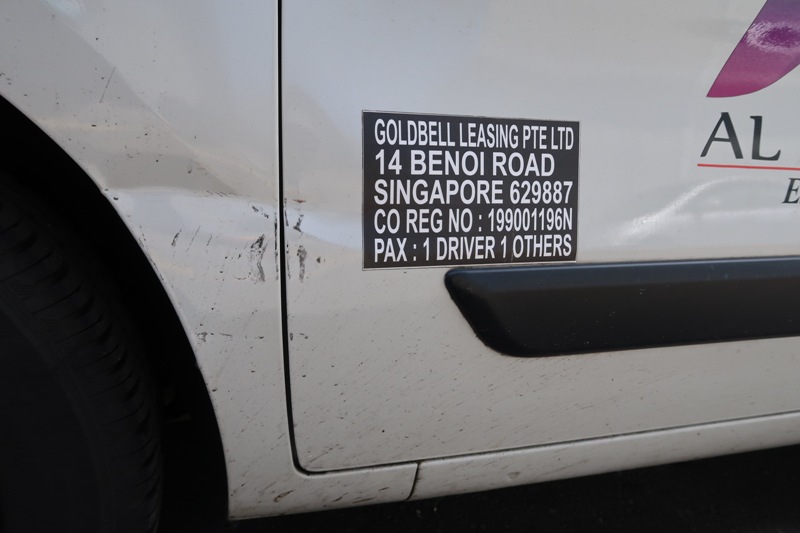 GOLDBELL LEASING PTE LTD
14 BENOI ROAD
SINGAPORE 629887
CO REG NO : 199001196N
PAX : 1 DRIVER 1 OTHERS
AL
E